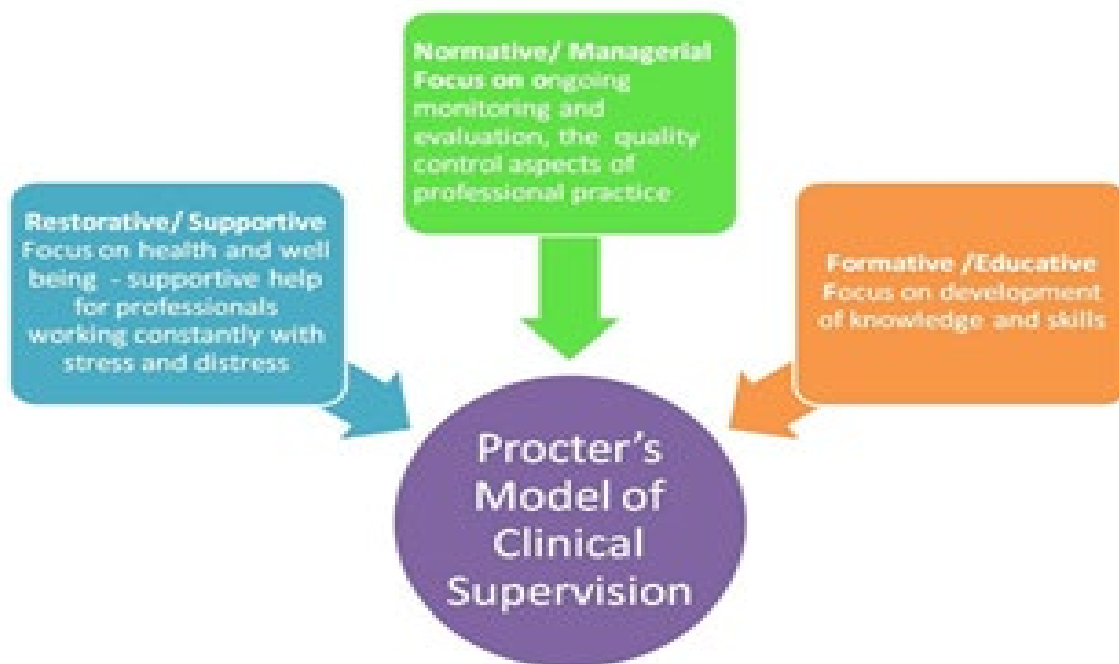 Normative/ Managerial
Focus on ongoing
monitoring and
evaluation, the quality
control aspects of
professional practice
Restorative/ Supportive
Focus on health and well
being - supportive help
for professionals
working constantly with
stress and distress
Formative /Educative
Focus on development
of knowledge and skills
Procter's
Model of
Clinical
Supervision